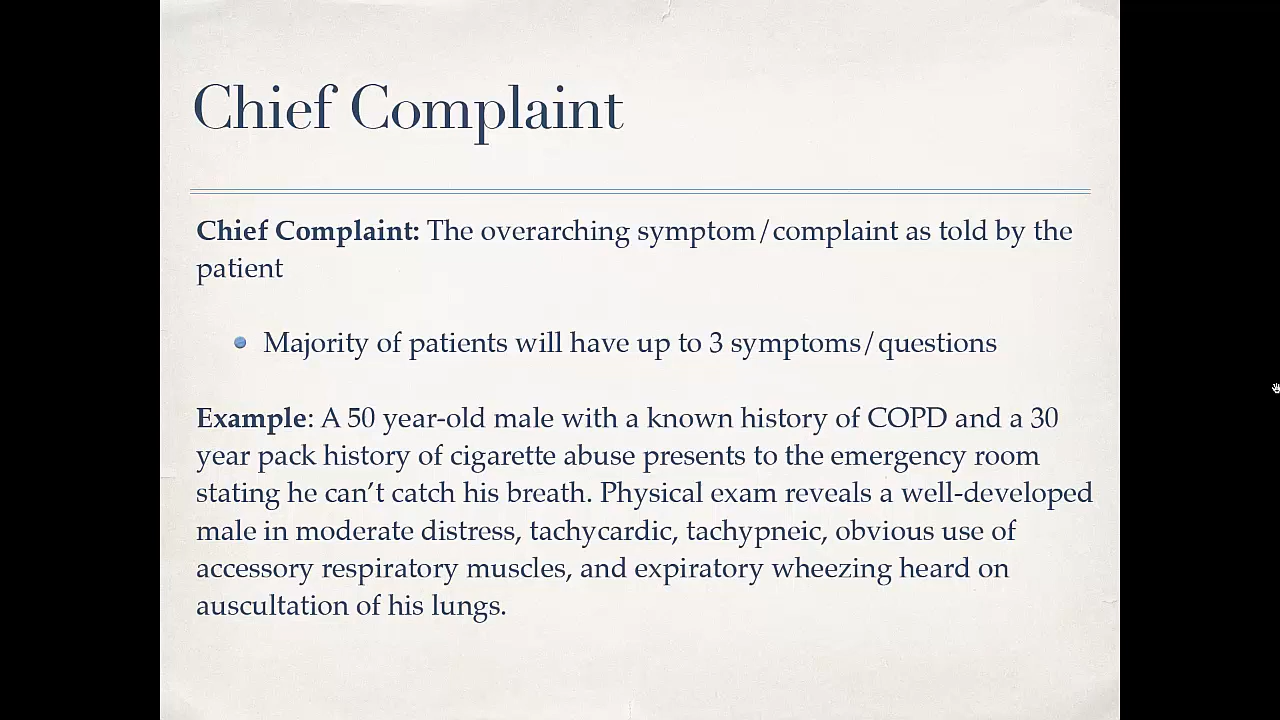 Chief Complaint
Chief Complaint: The overarching symptom/complaint as told by the
patient
Majority of patients will have up to 3 symptoms/questions
Example: A 50 year-old male with a known history of COPD and a 30
year pack history of cigarette abuse presents to the emergency room
stating he can’t catch his breath. Physical exam reveals a well-developed
male in moderate distress, tachycardic, tachypneic, obvious use of
accessory respiratory muscles, and expiratory wheezing heard on
auscultation of his lungs.